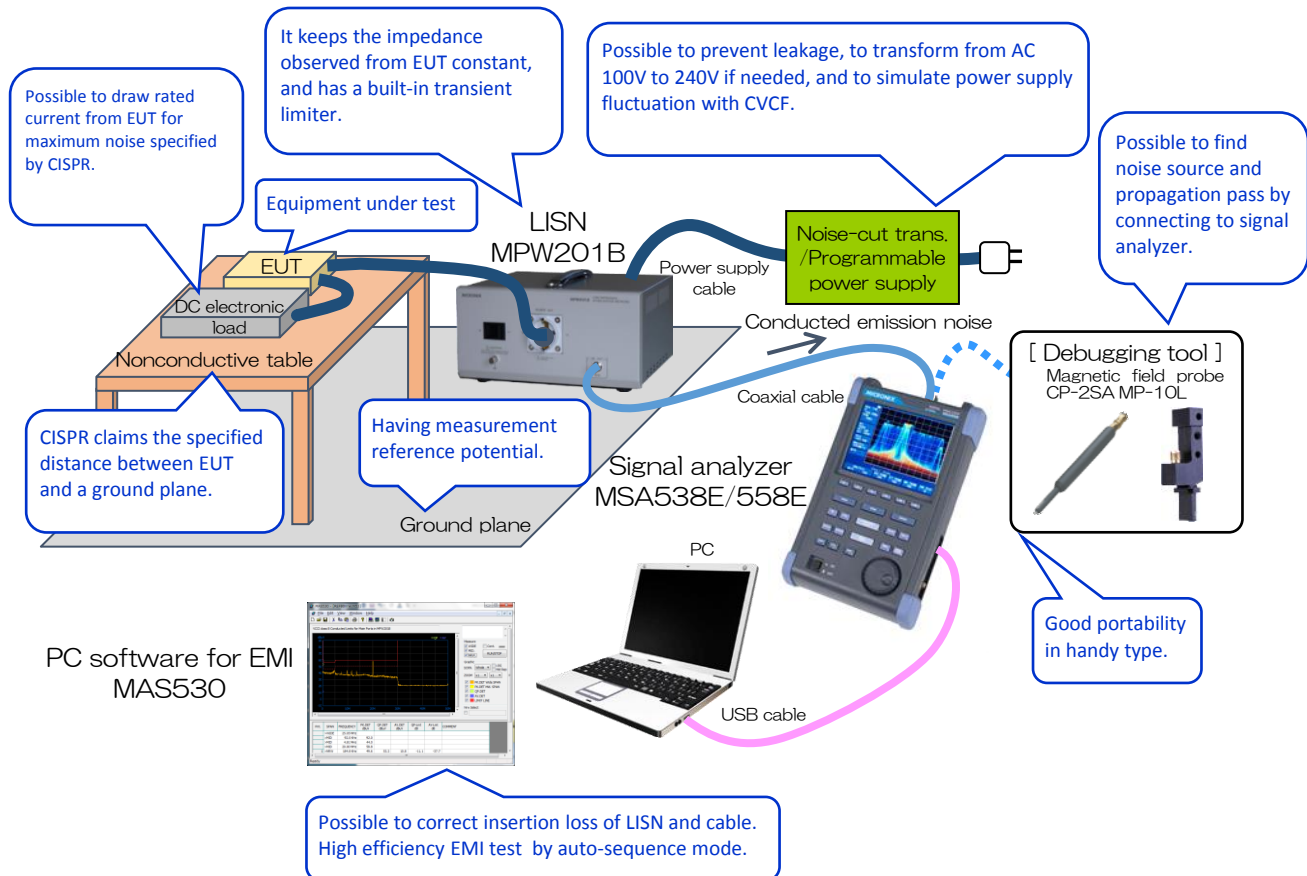 It keeps the impedance
observed from EUT constant,
and has a built-in transient
limiter.
Possible to prevent leakage, to transform from AC
100V to 240V if needed, and to simulate power supply
fluctuation with CVCF.
Possible to draw rated
current from EUT for
maximum noise specified
by CISPR.
Possible to find
noise source and
propagation pass by
connecting to signal
analyzer.
Equipment under test
LISN
MPW201B
EUT
DC electronic
load
Nonconductive table
Power supply
cable
Noise-cut trans.
/Programmable
power supply
Conducted emission noise
Coaxial cable
[ Debugging tool ]
Magnetic field probe
CP-2SA MP-10L
CISPR claims the specified
distance between EUT
and a ground plane.
Having measurement
reference potential.
Signal analyzer
MSA538E/558E
MICRONIX
Ground plane
PC
Good portability
in handy type.
PC software for EMI
MAS530
USB cable
Possible to correct insertion loss of LISN and cable.
High efficiency EMI test by auto-sequence mode.